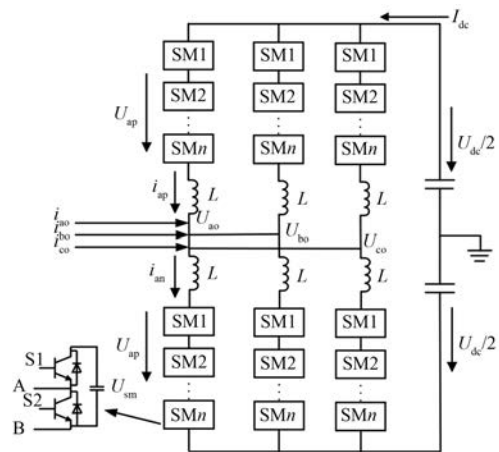 I_dc
SM1 SM1 SM1
SM2 SM2 SM2
U_ap
U_dc/2
SMn SMn SMn
i_ap
L L L
i_ao
U_ao
i_bo
U_bo
i_co
U_co
i_an
L L L
SM1 SM1 SM1
U_ap
SM2 SM2 SM2
U_dc/2
S1
A
U_sm
S2
B
SMn SMn SMn